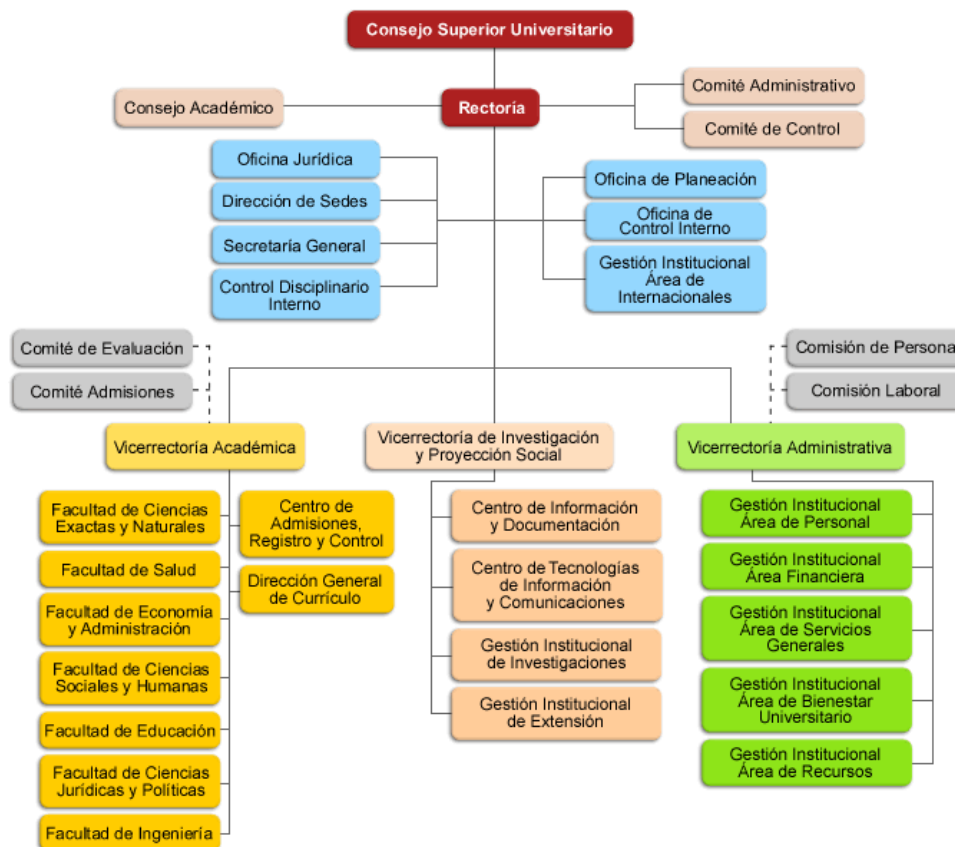 Consejo Superior Universitario
Consejo Académico
Rectoría
Comité Administrativo
Comité de Control
Oficina Jurídica
Dirección de Sedes
Secretaría General
Control Disciplinario
Interno
Oficina de Planeación
Oficina de
Control Interno
Gestión Institucional
Área de
Internacionales
Comité de Evaluación
Comité Admisiones
Comisión de Persona
Comisión Laboral
Vicerrectoría Académica
Vicerrectoría de Investigación
y Proyección Social
Vicerrectoría Administrativa
Facultad de Ciencias
Exactas y Naturales
Facultad de Salud
Facultad de Economía
y Administración
Facultad de Ciencias
Sociales y Humanas
Facultad de Educación
Facultad de Ciencias
Jurídicas y Políticas
Facultad de Ingeniería
Centro de
Admisiones,
Registro y Control
Dirección General
de Currículo
Centro de Información
y Documentación
Centro de Tecnologías
de Información
y Comunicaciones
Gestión Institucional
de Investigaciones
Gestión Institucional
de Extensión
Gestión Institucional
Área de Personal
Gestión Institucional
Área Financiera
Gestión Institucional
Área de Servicios
Generales
Gestión Institucional
Área de Bienestar
Universitario
Gestión Institucional
Área de Recursos